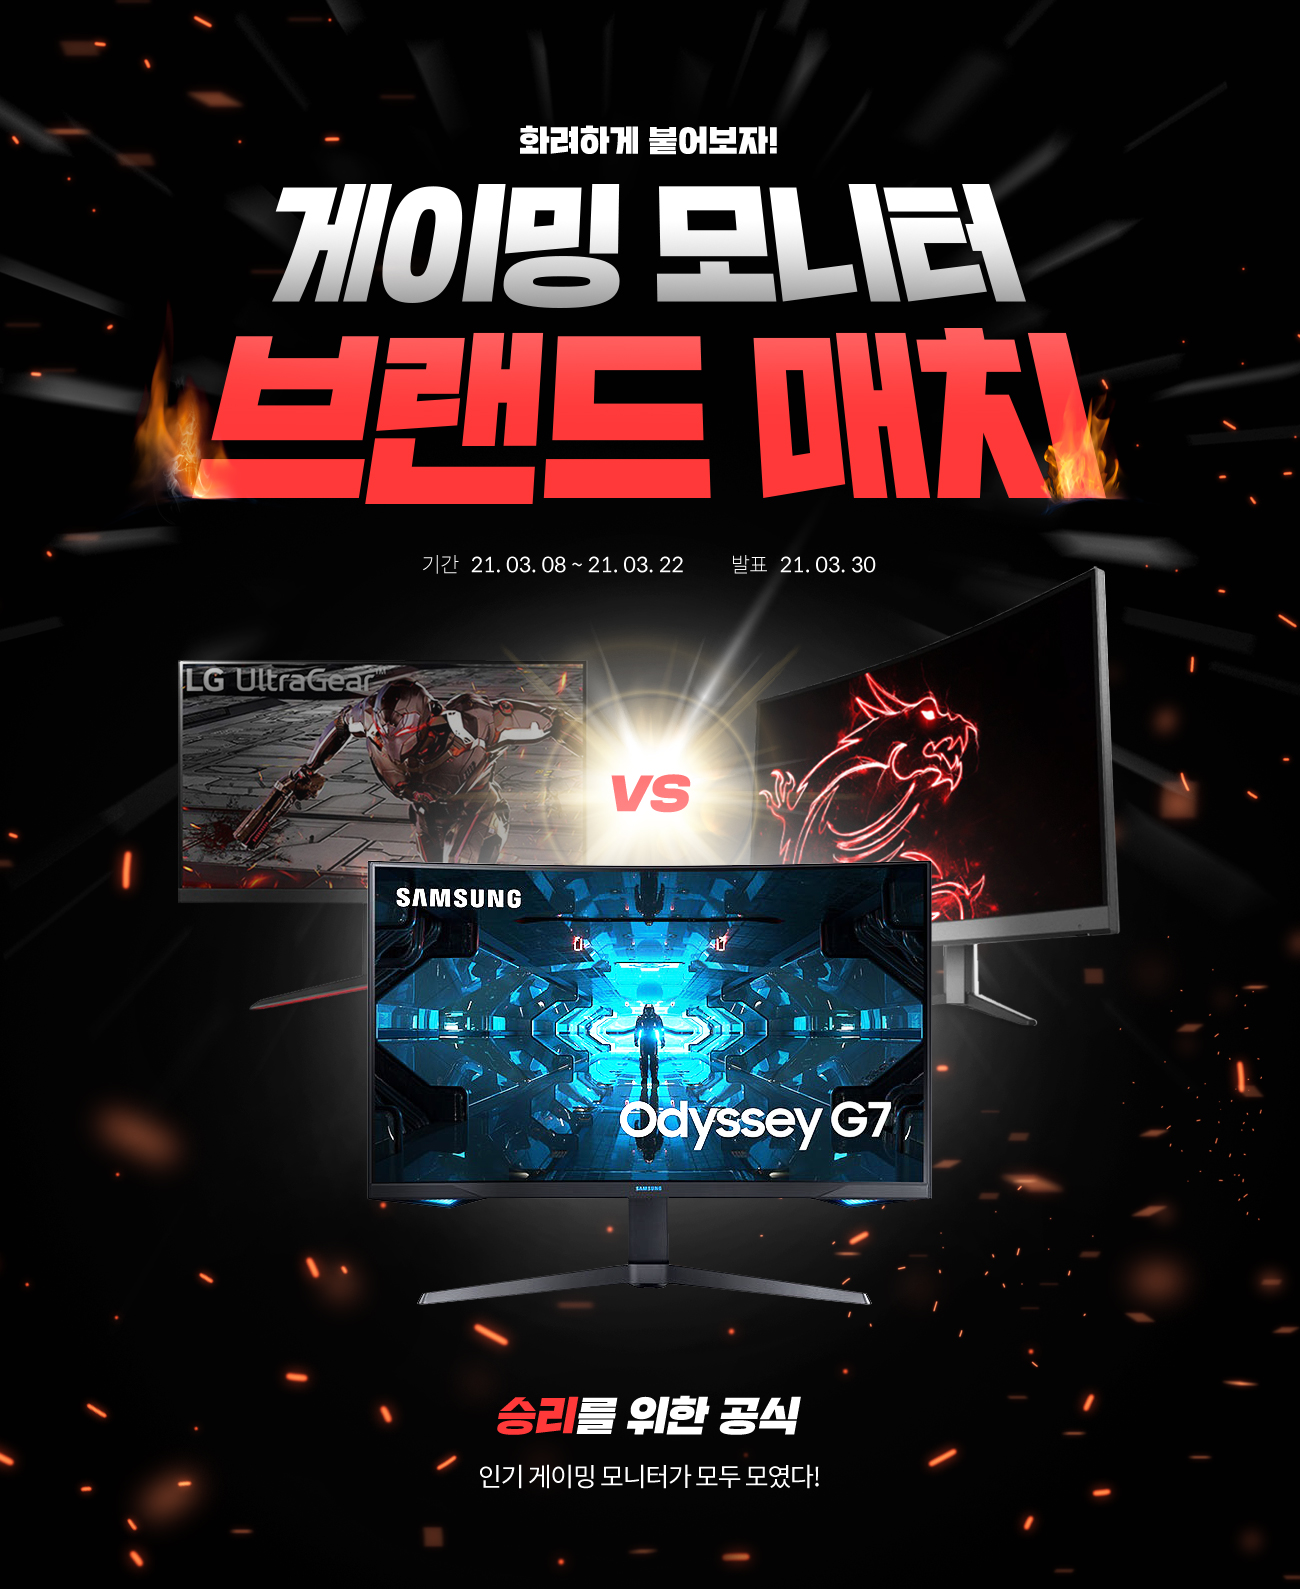 화려하게 붙어보자!
게이밍 모니터
브랜드 매치
기간 21. 03. 08 ~ 21. 03. 22 발표 21. 03. 30
LG UltraGear™
VS
SAMSUNG
Odyssey G7
SAMSUNG
승리를 위한 공식
인기 게이밍 모니터가 모두 모였다!